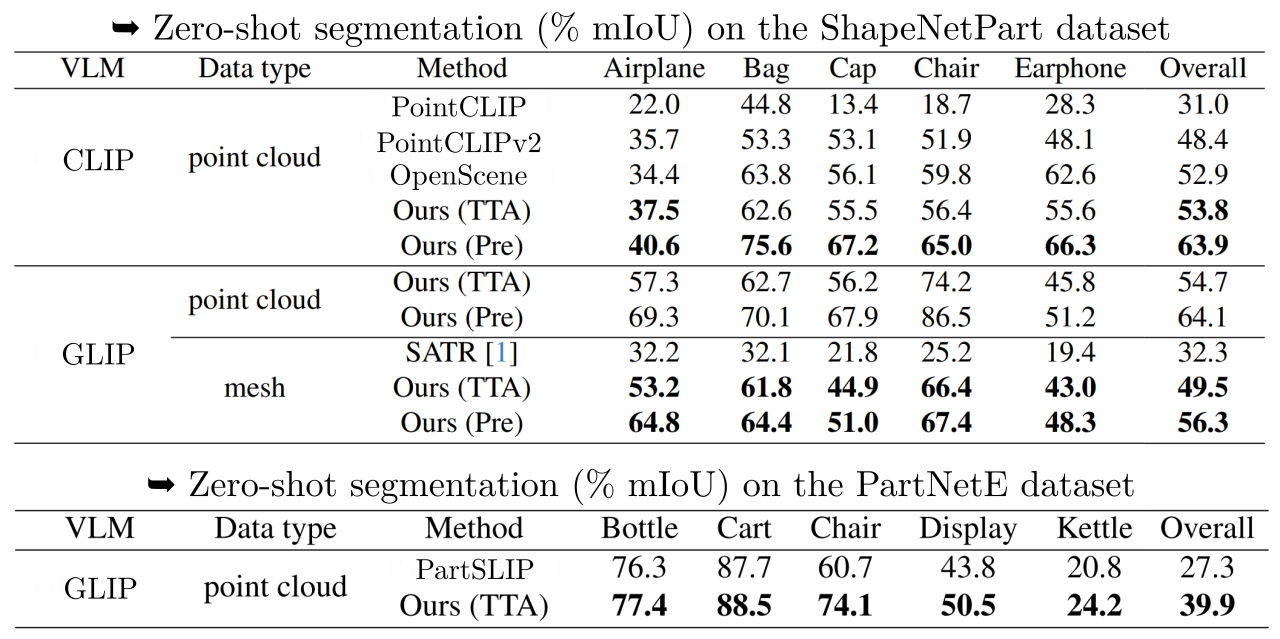 ➥ Zero-shot segmentation (% mIoU) on the ShapeNetPart dataset
VLM Data type Method Airplane Bag Cap Chair Earphone Overall
PointCLIP 22.0 44.8 13.4 18.7 28.3 31.0
PointCLIPv2 35.7 53.3 53.1 51.9 48.1 48.4
CLIP point cloud OpenScene 34.4 63.8 56.1 59.8 62.6 52.9
Ours (TTA) 37.5 62.6 55.5 56.4 55.6 53.8
Ours (Pre) 40.6 75.6 67.2 65.0 66.3 63.9
point cloud Ours (TTA) 57.3 62.7 56.2 74.2 45.8 54.7
Ours (Pre) 69.3 70.1 67.9 86.5 51.2 64.1
GLIP SATR [1] 32.2 32.1 21.8 25.2 19.4 32.3
mesh Ours (TTA) 53.2 61.8 44.9 66.4 43.0 49.5
Ours (Pre) 64.8 64.4 51.0 67.4 48.3 56.3
➥ Zero-shot segmentation (% mIoU) on the PartNetE dataset
VLM Data type Method Bottle Cart Chair Display Kettle Overall
GLIP point cloud PartSLIP 76.3 87.7 60.7 43.8 20.8 27.3
Ours (TTA) 77.4 88.5 74.1 50.5 24.2 39.9